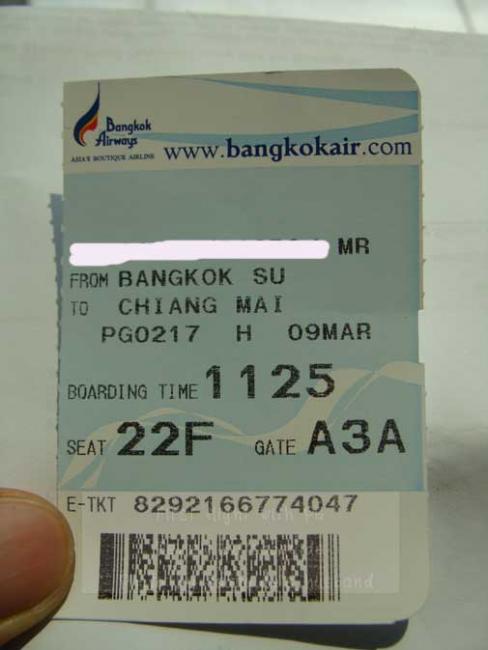 Bangkok
Airways
ASIA'S BOUTIQUE AIRLINE
www.bangkokair.com
MR
FROM BANGKOK SU
TO CHIANG MAI
PG0217 H 09MAR
BOARDING TIME 1125
SEAT 22F GATE A3A
E-TKT 8292166774047